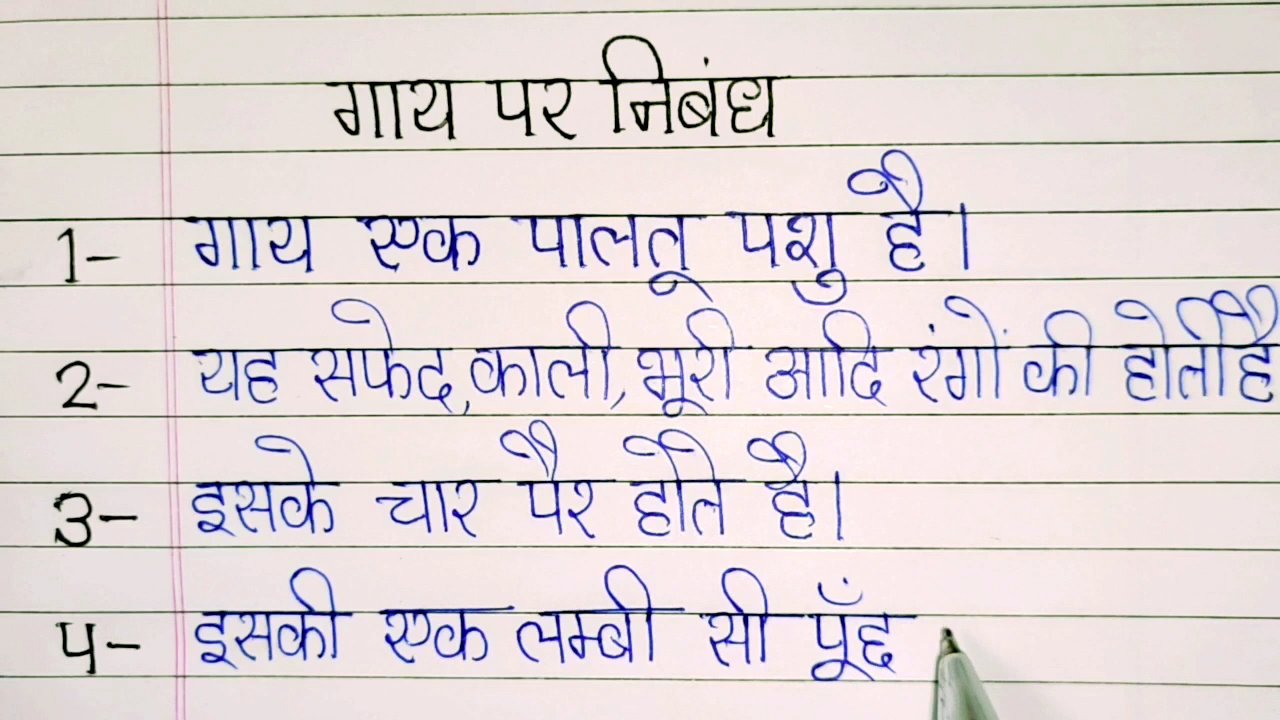 गाय पर निबंध
1- गाय एक पालतू पशु है।
2- यह सफेद, काली, भूरी आदि रंगों की होती है
3- इसके चार पैर होते है।
4- इसकी एक लम्बी सी पूँछ